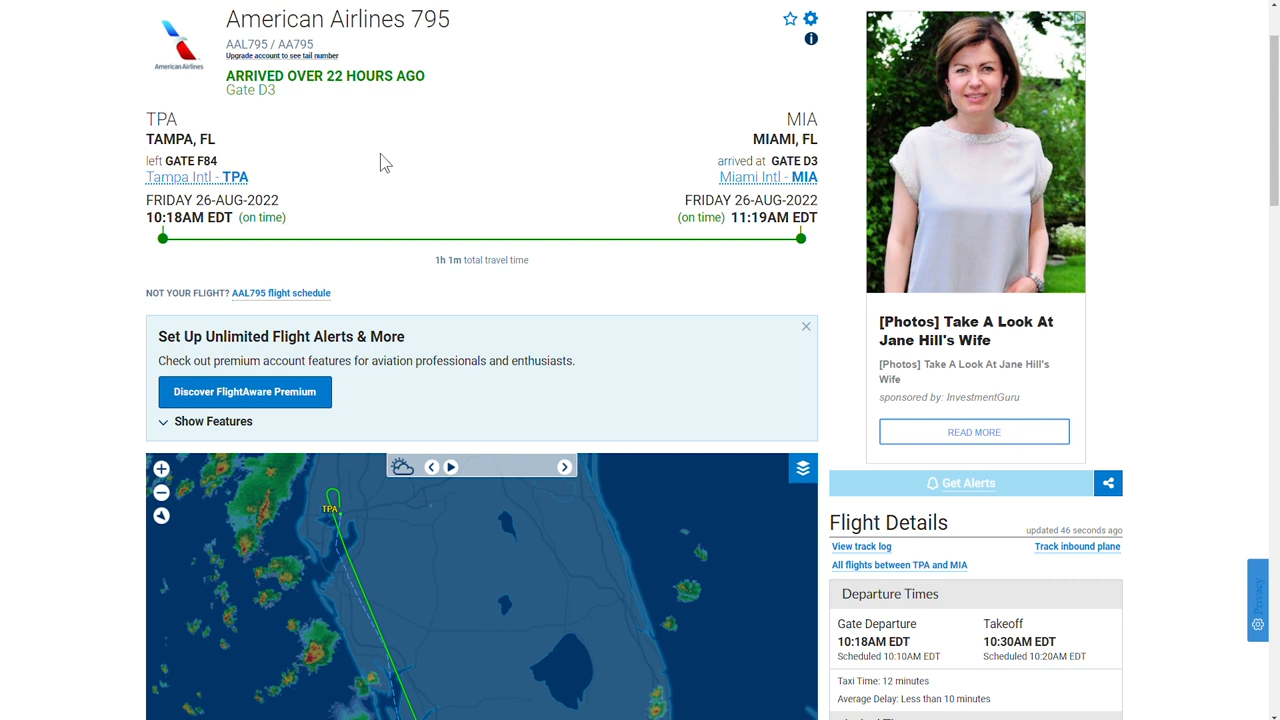 American Airlines 795
AmericanAirlines
AAL795 / AA795
Upgrade account to see tail number
ARRIVED OVER 22 HOURS AGO
Gate D3
TPA
MIA
TAMPA, FL
MIAMI, FL
left GATE F84
arrived at GATE D3
Tampa Intl - TPA
Miami Intl - MIA
FRIDAY 26-AUG-2022
FRIDAY 26-AUG-2022
10:18AM EDT (on time)
(on time) 11:19AM EDT
1h 1m total travel time
NOT YOUR FLIGHT? AAL795 flight schedule
Set Up Unlimited Flight Alerts & More
Check out premium account features for aviation professionals and enthusiasts.
Discover FlightAware Premium
Show Features
TPA
[Photos] Take A Look At
Jane Hill's Wife
[Photos] Take A Look At Jane Hill's
Wife
sponsored by: InvestmentGuru
READ MORE
Get Alerts
Flight Details
updated 46 seconds ago
View track log
Track inbound plane
All flights between TPA and MIA
Departure Times
Gate Departure
Takeoff
10:18AM EDT
10:30AM EDT
Scheduled 10:10AM EDT
Scheduled 10:20AM EDT
Taxi Time: 12 minutes
Average Delay: Less than 10 minutes
Privacy